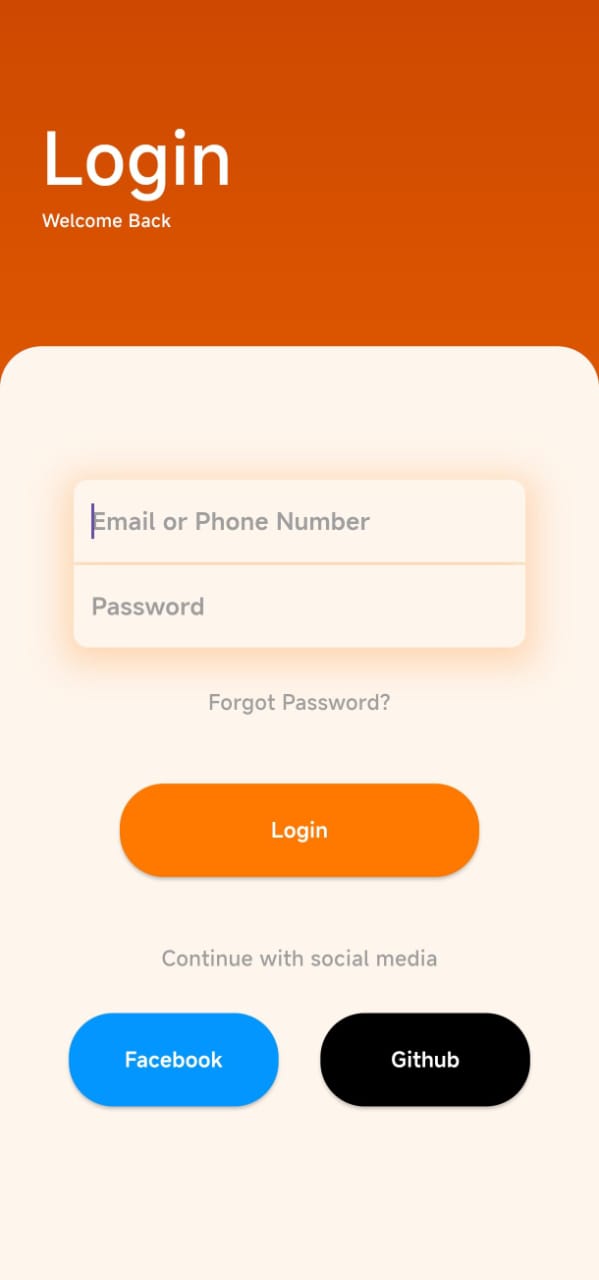 Login
Welcome Back
Email or Phone Number
Password
Forgot Password?
Login
Continue with social media
Facebook
Github